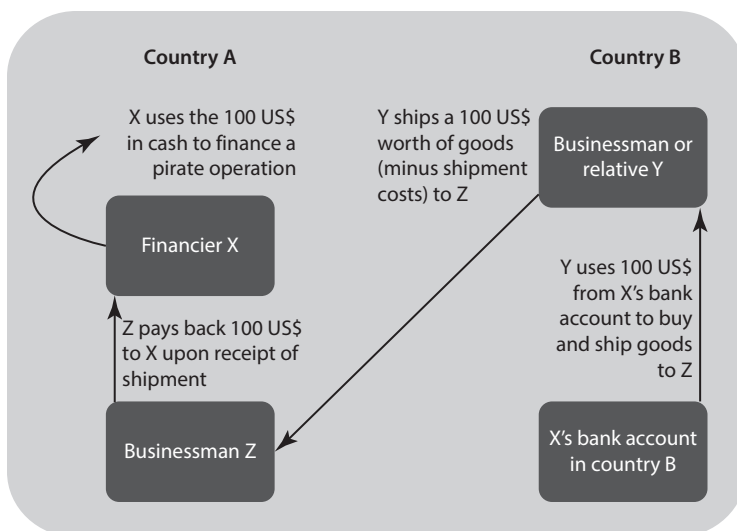 Country A
Country B
X uses the 100 US$
in cash to finance a
pirate operation
Y ships a 100 US$
worth of goods
(minus shipment
costs) to Z
Businessman or
relative Y
Financier X
Y uses 100 US$
from X's bank
account to buy
and ship goods
to Z
Z pays back 100 US$
to X upon receipt of
shipment
Businessman Z
X's bank account
in country B